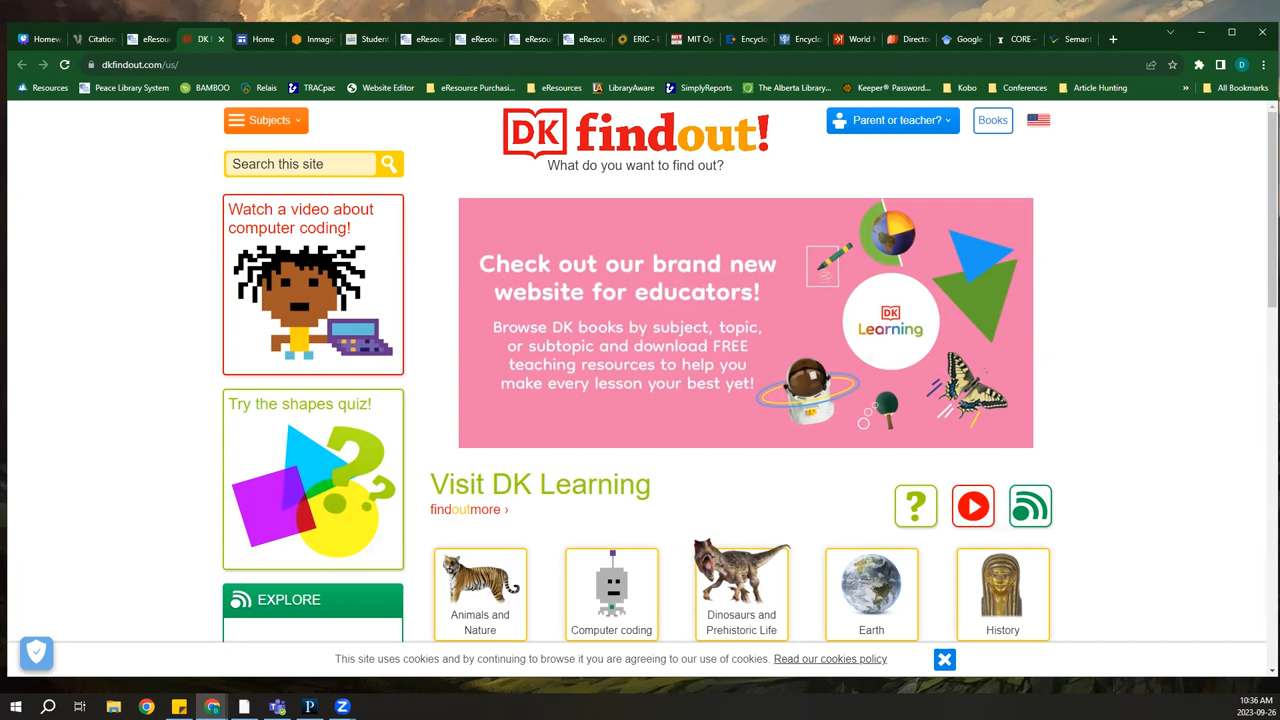 Homew
Citation
eResou
DK
eResou
Home
Inmagic
Student
eResou
eResou
eResou
eResou
ERIC -
MIT Op
Encyclo
Encyclo
World
Directo
Google
CORE –
Semant
dkfindout.com/us/
D
Resources
Peace Library System
BAMBOO
Relais
TRACpac
Website Editor
eResource Purchasi...
eResources
LibraryAware
SimplyReports
The Alberta Library...
Keeper® Password...
Kobo
Conferences
Article Hunting
»
All Bookmarks
Subjects
DK findout!
Parent or teacher?
Books
Search this site
What do you want to find out?
Watch a video about
computer coding!
Check out our brand new
website for educators!
Browse DK books by subject, topic,
or subtopic and download FREE
teaching resources to help you
make every lesson your best yet!
DK
Learning
Try the shapes quiz!
Visit DK Learning
findoutmore ›
?
EXPLORE
Animals and
Nature
Computer coding
Dinosaurs and
Prehistoric Life
Earth
History
This site uses cookies and by continuing to browse it you are agreeing to our use of cookies. Read our cookies policy
10:36 AM
2023-09-26